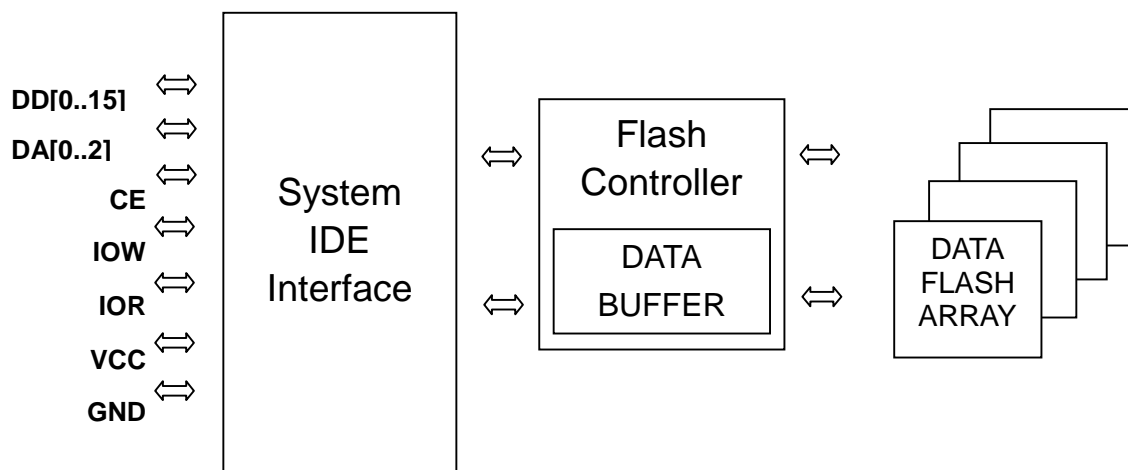 DD[0..15]
DA[0..2]
CE
IOW
IOR
VCC
GND
System
IDE
Interface
Flash
Controller
DATA
BUFFER
DATA
FLASH
ARRAY